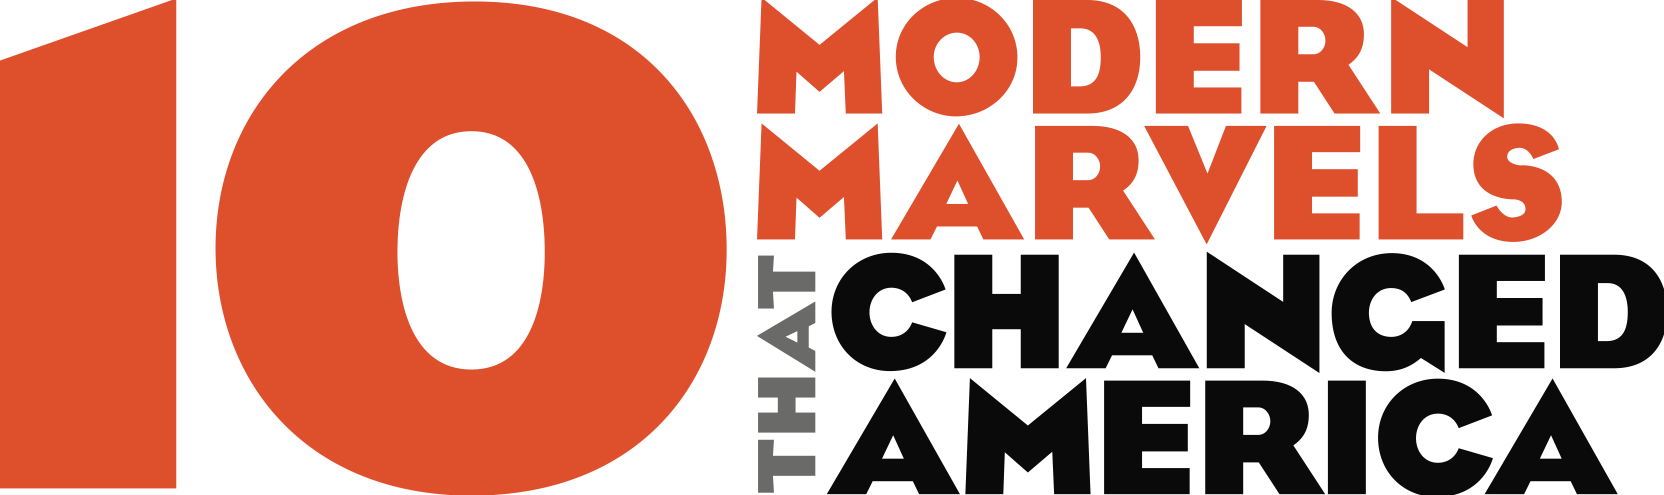 10
MODERN
MARVELS
THAT
CHANGED
AMERICA